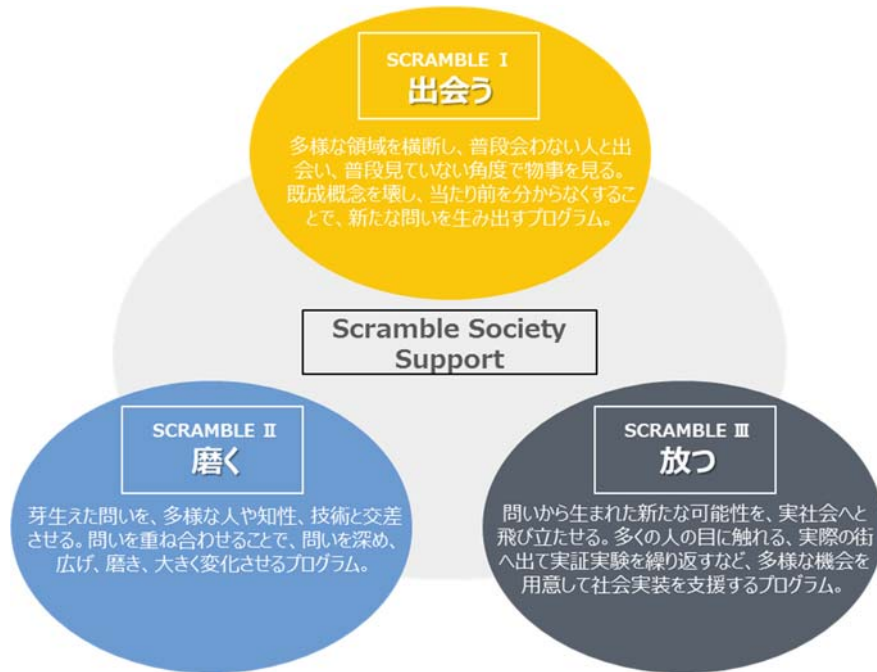 SCRAMBLE Ⅰ
出会う
多様な領域を横断し、普段会わない人と出
会い、普段見ていない角度で物事を見る。
既成概念を壊し、当たり前を分からなくするこ
とで、新たな問いを生み出すプログラム。
Scramble Society
Support
SCRAMBLE Ⅱ
磨く
芽生えた問いを、多様な人や知性、技術と交差
させる。問いを重ね合わせることで、問いを深め、
広げ、磨き、大きく変化させるプログラム。
SCRAMBLE Ⅲ
放つ
問いから生まれた新たな可能性を、実社会へと
飛び立たせる。多くの人の目に触れる、実際の街
へ出て実証実験を繰り返すなど、多様な機会を
用意して社会実装を支援するプログラム。